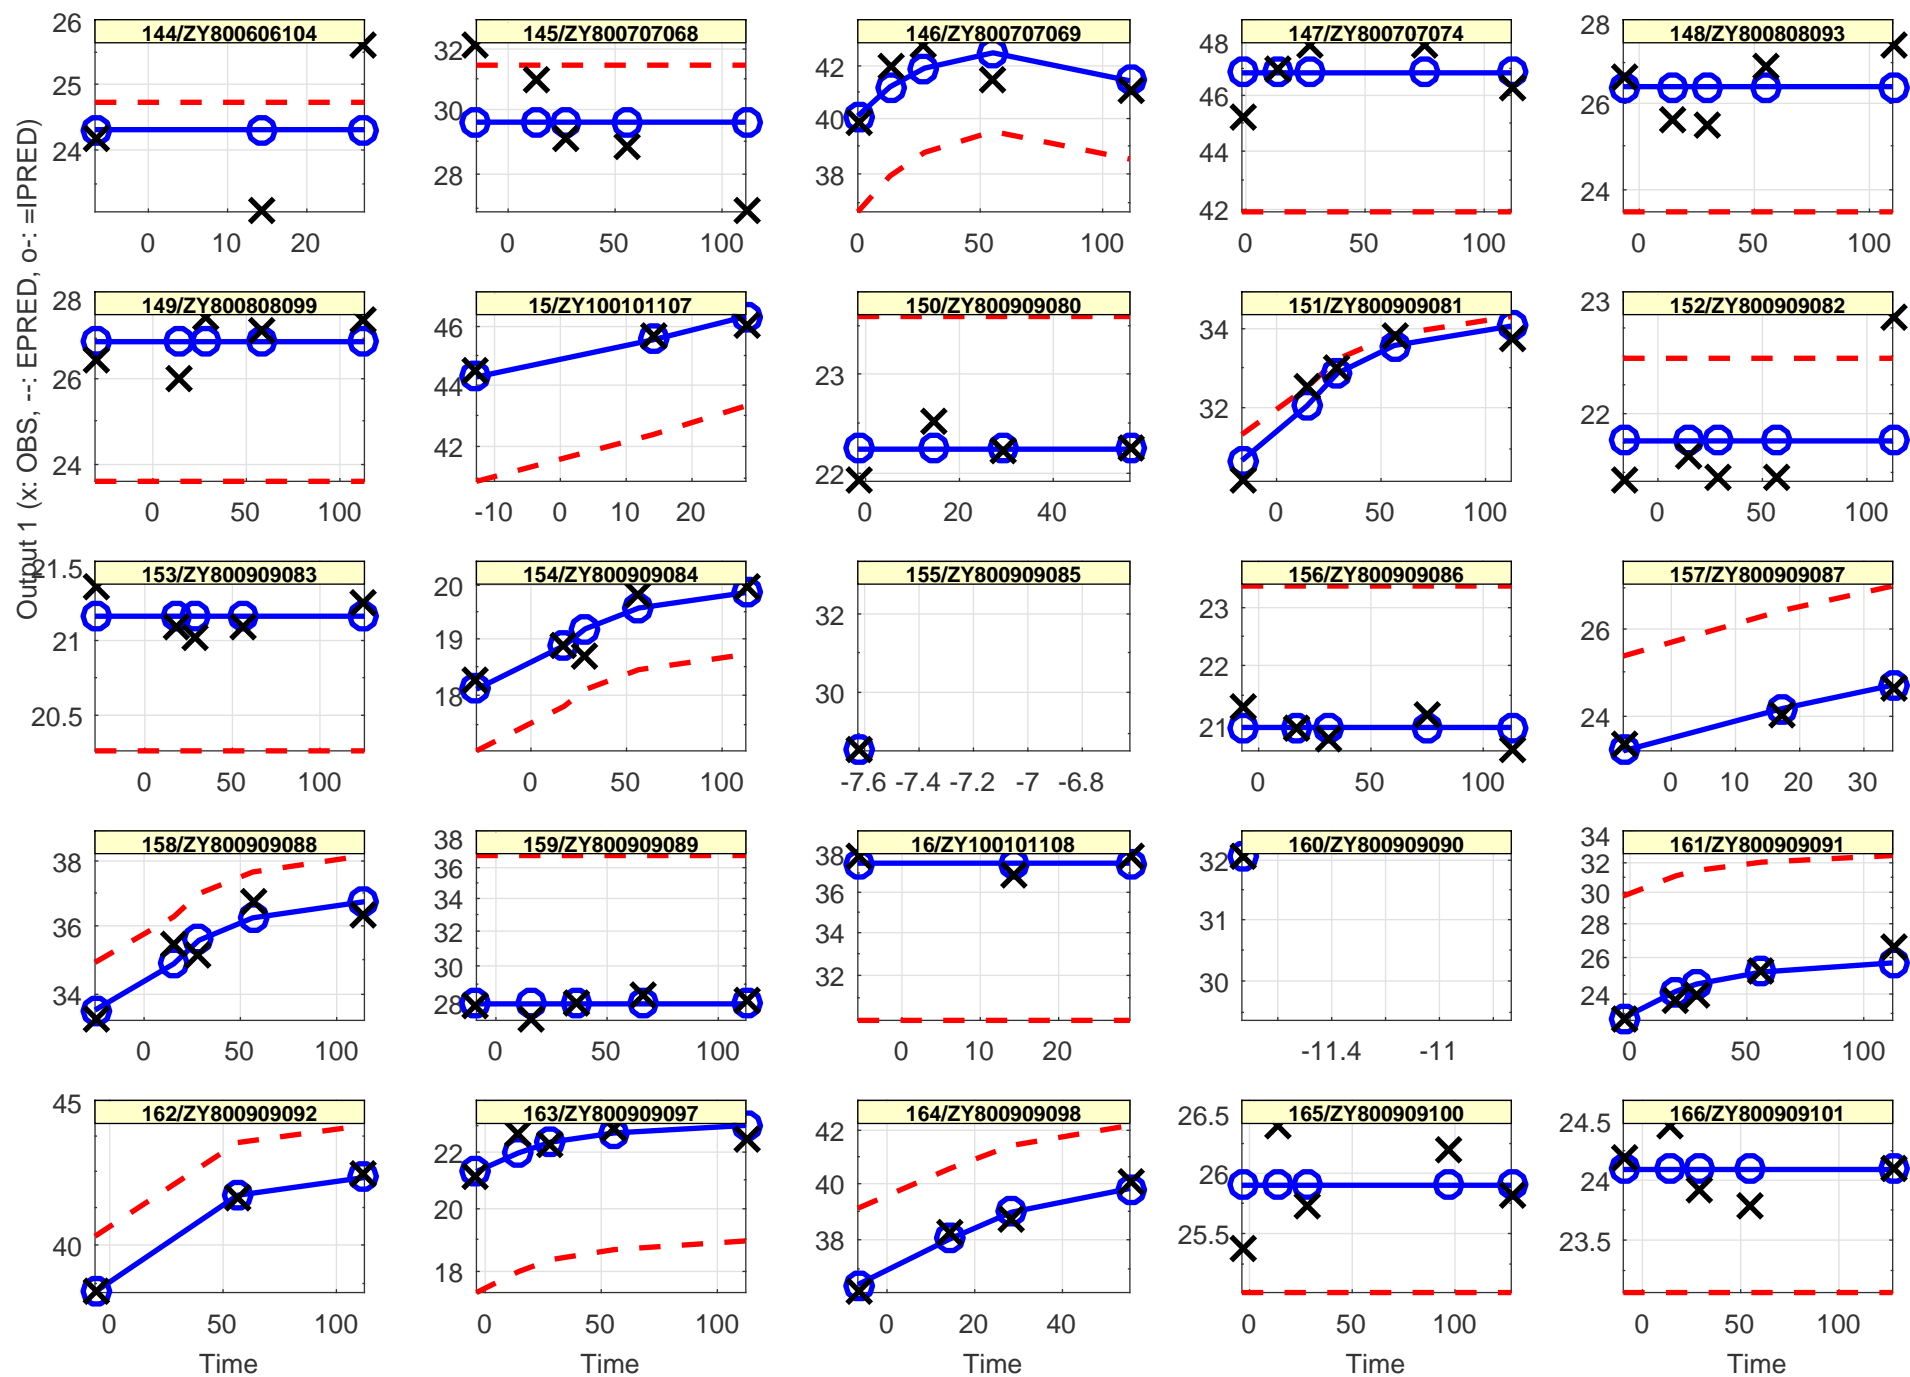 Output 1 (x: OBS, --: EPRED, o-: =IPRED)
144/ZY800606104
26
25
24
0 10 20
145/ZY800707068
32
30
28
0 50 100
146/ZY800707069
42
40
38
0 50 100
147/ZY800707074
48
46
44
42
0 50 100
148/ZY800808093
28
26
24
0 50 100
149/ZY800808099
28
26
24
0 50 100
15/ZY100101107
46
44
42
-10 0 10 20
150/ZY800909080
23
22
0 20 40
151/ZY800909081
34
32
0 50 100
152/ZY800909082
23
22
0 50 100
153/ZY800909083
21.5
21
20.5
0 50 100
154/ZY800909084
20
19
18
0 50 100
155/ZY800909085
32
30
-7.6 -7.4 -7.2 -7 -6.8
156/ZY800909086
23
22
21
0 50 100
157/ZY800909087
26
24
0 10 20 30
158/ZY800909088
38
36
34
0 50 100
159/ZY800909089
38
36
34
32
30
28
0 50 100
16/ZY100101108
38
36
34
32
0 10 20
160/ZY800909090
32
31
30
-11.4 -11
161/ZY800909091
34
32
30
28
26
24
0 50 100
162/ZY800909092
45
40
0 50 100
Time
163/ZY800909097
22
20
18
0 50 100
Time
164/ZY800909098
42
40
38
0 20 40
Time
165/ZY800909100
26.5
26
25.5
0 50 100
Time
166/ZY800909101
24.5
24
23.5
0 50 100
Time